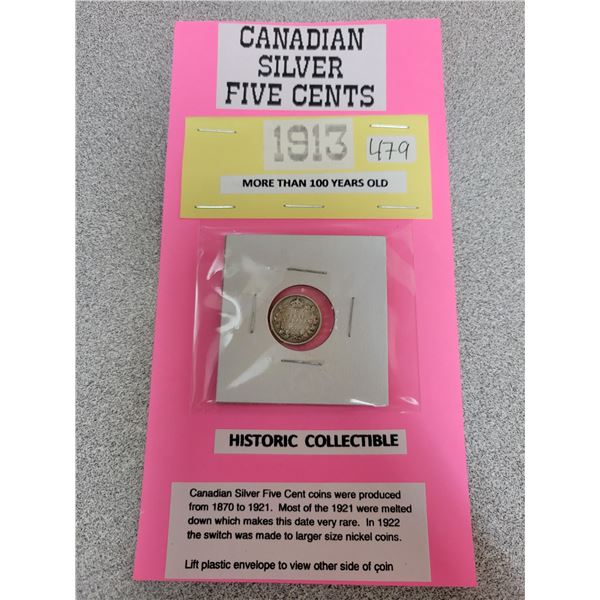 CANADIAN
SILVER
FIVE CENTS
1913 479
MORE THAN 100 YEARS OLD
HISTORIC COLLECTIBLE
Canadian Silver Five Cent coins were produced
from 1870 to 1921. Most of the 1921 were melted
down which makes this date very rare. In 1922
the switch was made to larger size nickel coins.
Lift plastic envelope to view other side of coin